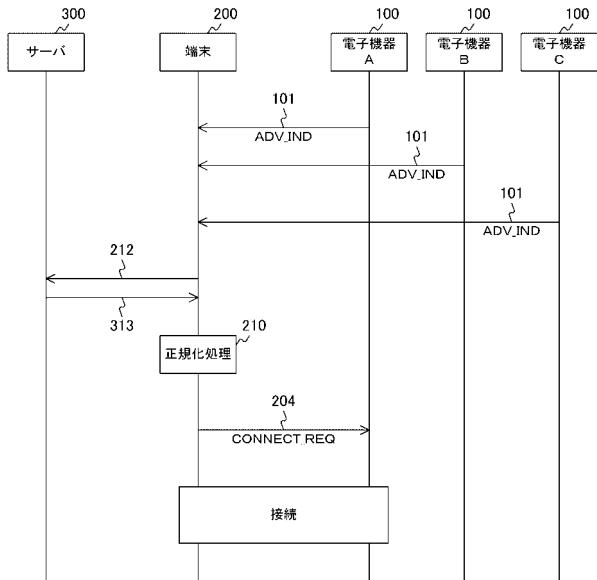 300
200
100
100
100
サーバ
端末
電子機器
A
電子機器
B
電子機器
C
101
ADV_IND
101
ADV_IND
101
ADV_IND
212
313
正規化処理
210
204
CONNECT_REQ
接続